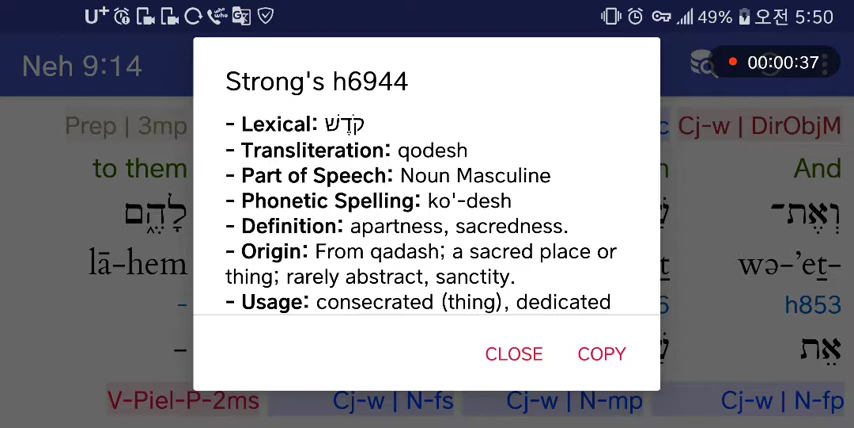 U+ 49% 오전 5:50
Neh 9:14
00:00:37
Strong's h6944
- Lexical: קֹדֶשׁ
- Transliteration: qodesh
- Part of Speech: Noun Masculine
- Phonetic Spelling: ko'-desh
- Definition: apartness, sacredness.
- Origin: From qadash; a sacred place or
thing; rarely abstract, sanctity.
- Usage: consecrated (thing), dedicated
CLOSE COPY
Prep | 3mp Cj-w | DirObjM
to them And
לָהֶ֑ם וְאֶת־
lā-hem wə-’eṯ-
- h853
- אֵת
V-Piel-P-2ms Cj-w | N-fs Cj-w | N-mp Cj-w | N-fp